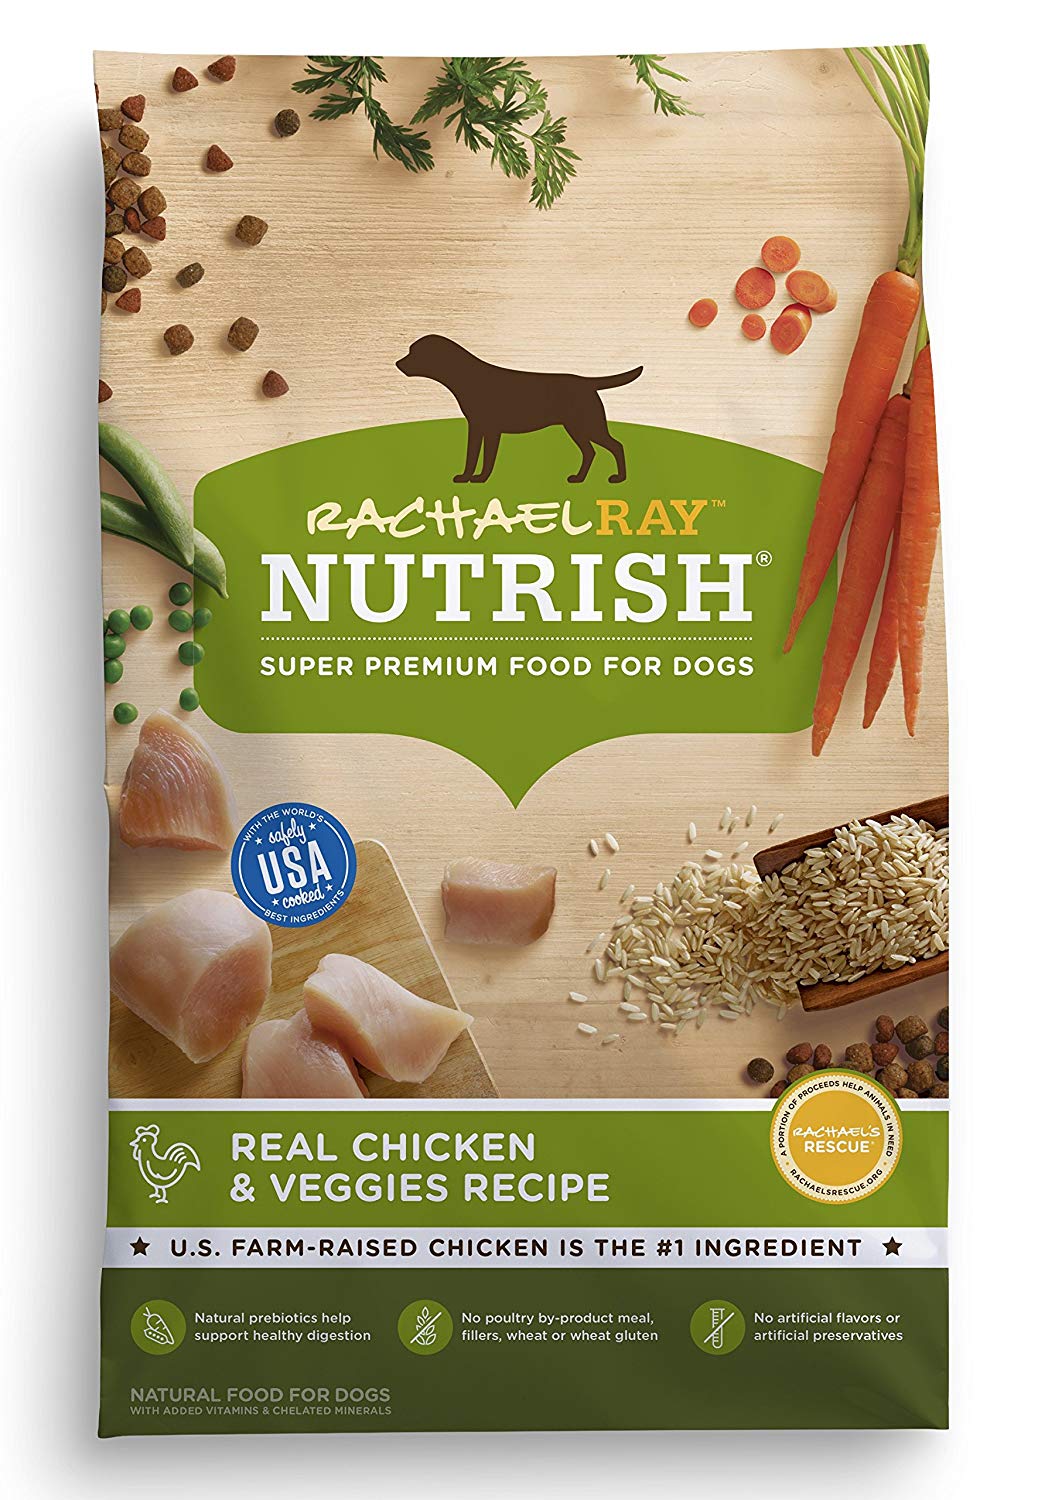 RACHAEL RAY™
NUTRISH®
SUPER PREMIUM FOOD FOR DOGS
WITH THE WORLD'S
safely
USA
cooked
BEST INGREDIENTS
REAL CHICKEN
& VEGGIES RECIPE
A PORTION OF PROCEEDS HELP ANIMALS IN NEED
RACHAEL'S
RESCUE®
• RACHAELSRESCUE.ORG •
★ U.S. FARM-RAISED CHICKEN IS THE #1 INGREDIENT ★
Natural prebiotics help
support healthy digestion
No poultry by-product meal,
fillers, wheat or wheat gluten
No artificial flavors or
artificial preservatives
NATURAL FOOD FOR DOGS
WITH ADDED VITAMINS & CHELATED MINERALS